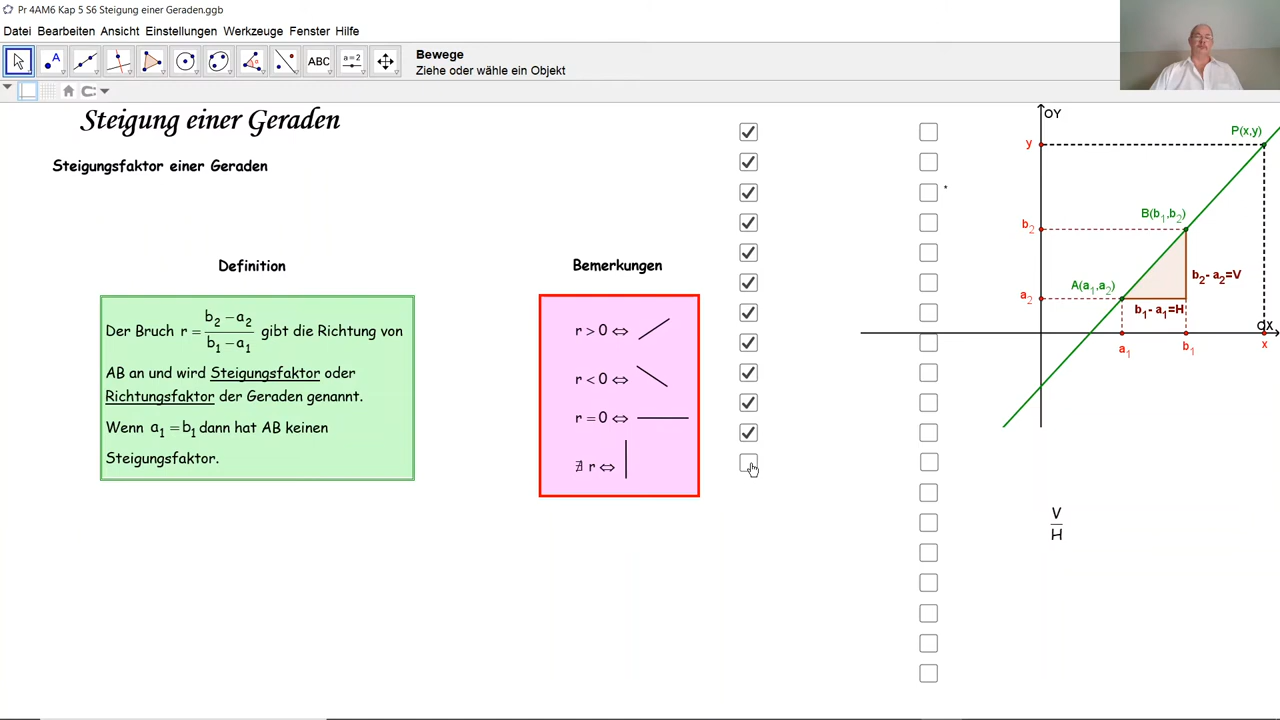 Pr 4AM6 Kap 5 S6 Steigung einer Geraden.ggb
Datei Bearbeiten Ansicht Einstellungen Werkzeuge Fenster Hilfe
A
ABC
a=2
Bewege
Ziehe oder wähle ein Objekt
Steigung einer Geraden
Steigungsfaktor einer Geraden
Definition
Der Bruch r = (b₂ – a₂)/(b₁ – a₁) gibt die Richtung von
AB an und wird Steigungsfaktor oder
Richtungsfaktor der Geraden genannt.
Wenn a₁ = b₁ dann hat AB keinen
Steigungsfaktor.
Bemerkungen
r > 0 ⇔
r < 0 ⇔
r = 0 ⇔
∄ r ⇔
*
OY
P(x,y)
y
B(b₁,b₂)
b₂
b₂- a₂=V
A(a₁,a₂)
a₂
b₁- a₁=H
OX
a₁
b₁
x
V
H